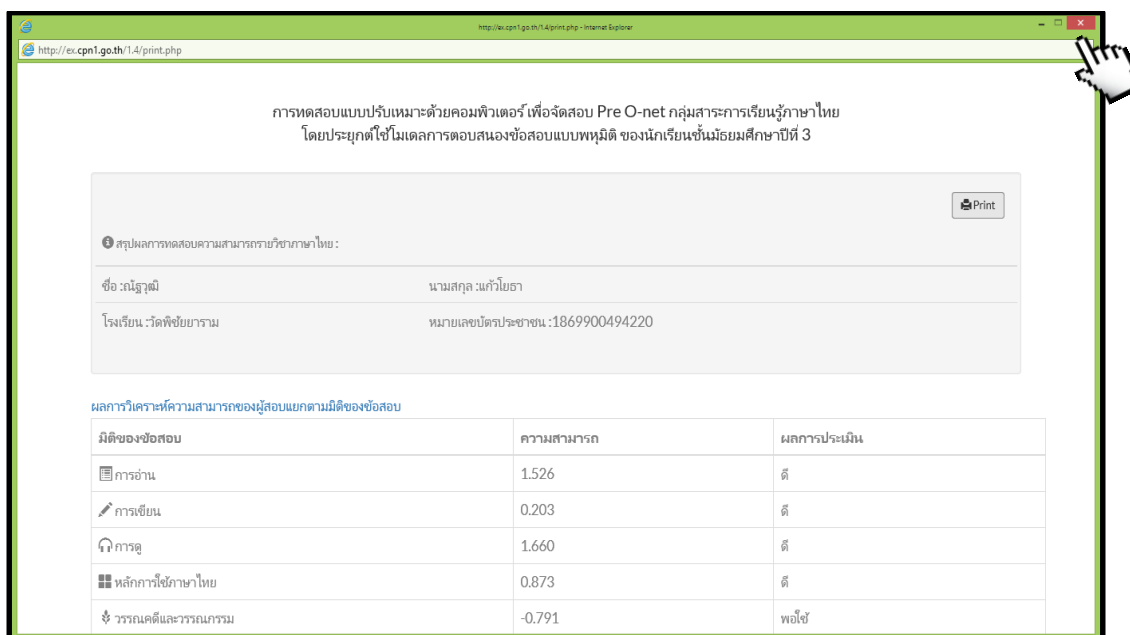 http://ex.cpn1.go.th/1.4/print.php - Internet Explorer
http://ex.cpn1.go.th/1.4/print.php
การทดสอบแบบปรับเหมาะด้วยคอมพิวเตอร์ เพื่อจัดสอบ Pre O-net กลุ่มสาระการเรียนรู้ภาษาไทย
โดยประยุกต์ใช้โมเดลการตอบสนองข้อสอบแบบพหุมิติ ของนักเรียนชั้นมัธยมศึกษาปีที่ 3
Print
สรุปผลการทดสอบความสามารถรายวิชาภาษาไทย :
ชื่อ :ณัฐวุฒิ นามสกุล :แก้วโยธา
โรงเรียน :วัดพิชัยยาราม หมายเลขบัตรประชาชน :1869900494220
ผลการวิเคราะห์ความสามารถของผู้สอบแยกตามมิติของข้อสอบ
มิติของข้อสอบ ความสามารถ ผลการประเมิน
การอ่าน 1.526 ดี
การเขียน 0.203 ดี
การดู 1.660 ดี
หลักการใช้ภาษาไทย 0.873 ดี
วรรณคดีและวรรณกรรม -0.791 พอใช้